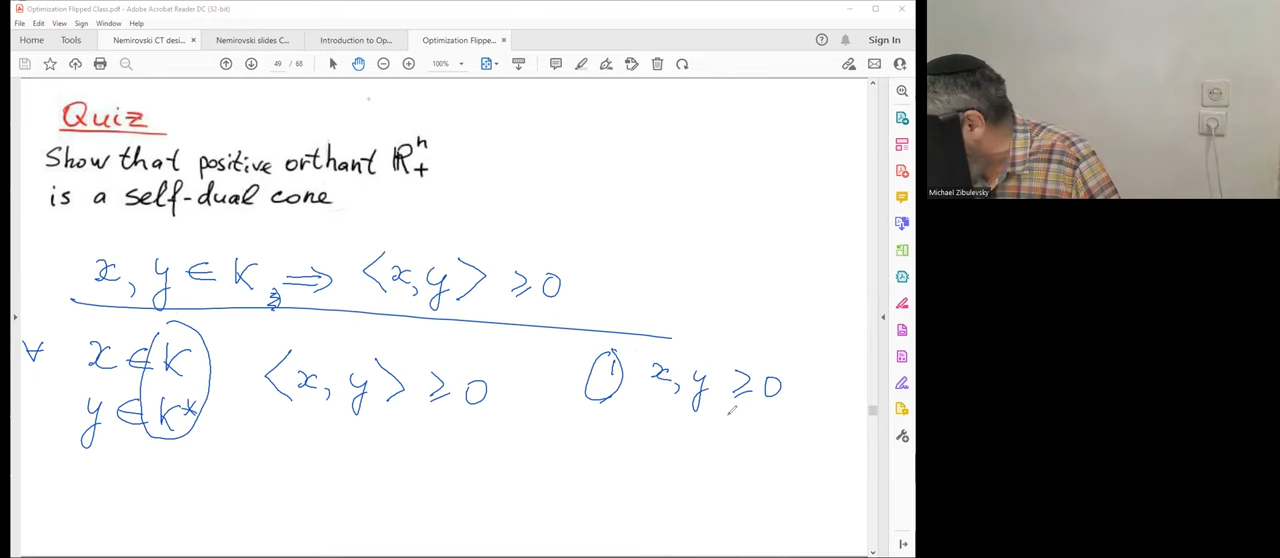 Optimization Flipped Class.pdf - Adobe Acrobat Reader DC (32-bit)
File Edit View Sign Window Help
Home Tools Nemirovski CT desi... × Nemirovski slides C... Introduction to Op... Optimization Flippe... × Sign In
49 / 68 100%
Quiz
Show that positive orthant ℝ₊ⁿ
is a self-dual cone
x, y ∈ K ⟹ ⟨x, y⟩ ≥ 0
∀ x ∈ K
y ∈ K*
⟨x, y⟩ ≥ 0
① x, y ≥ 0
Michael Zibulevsky